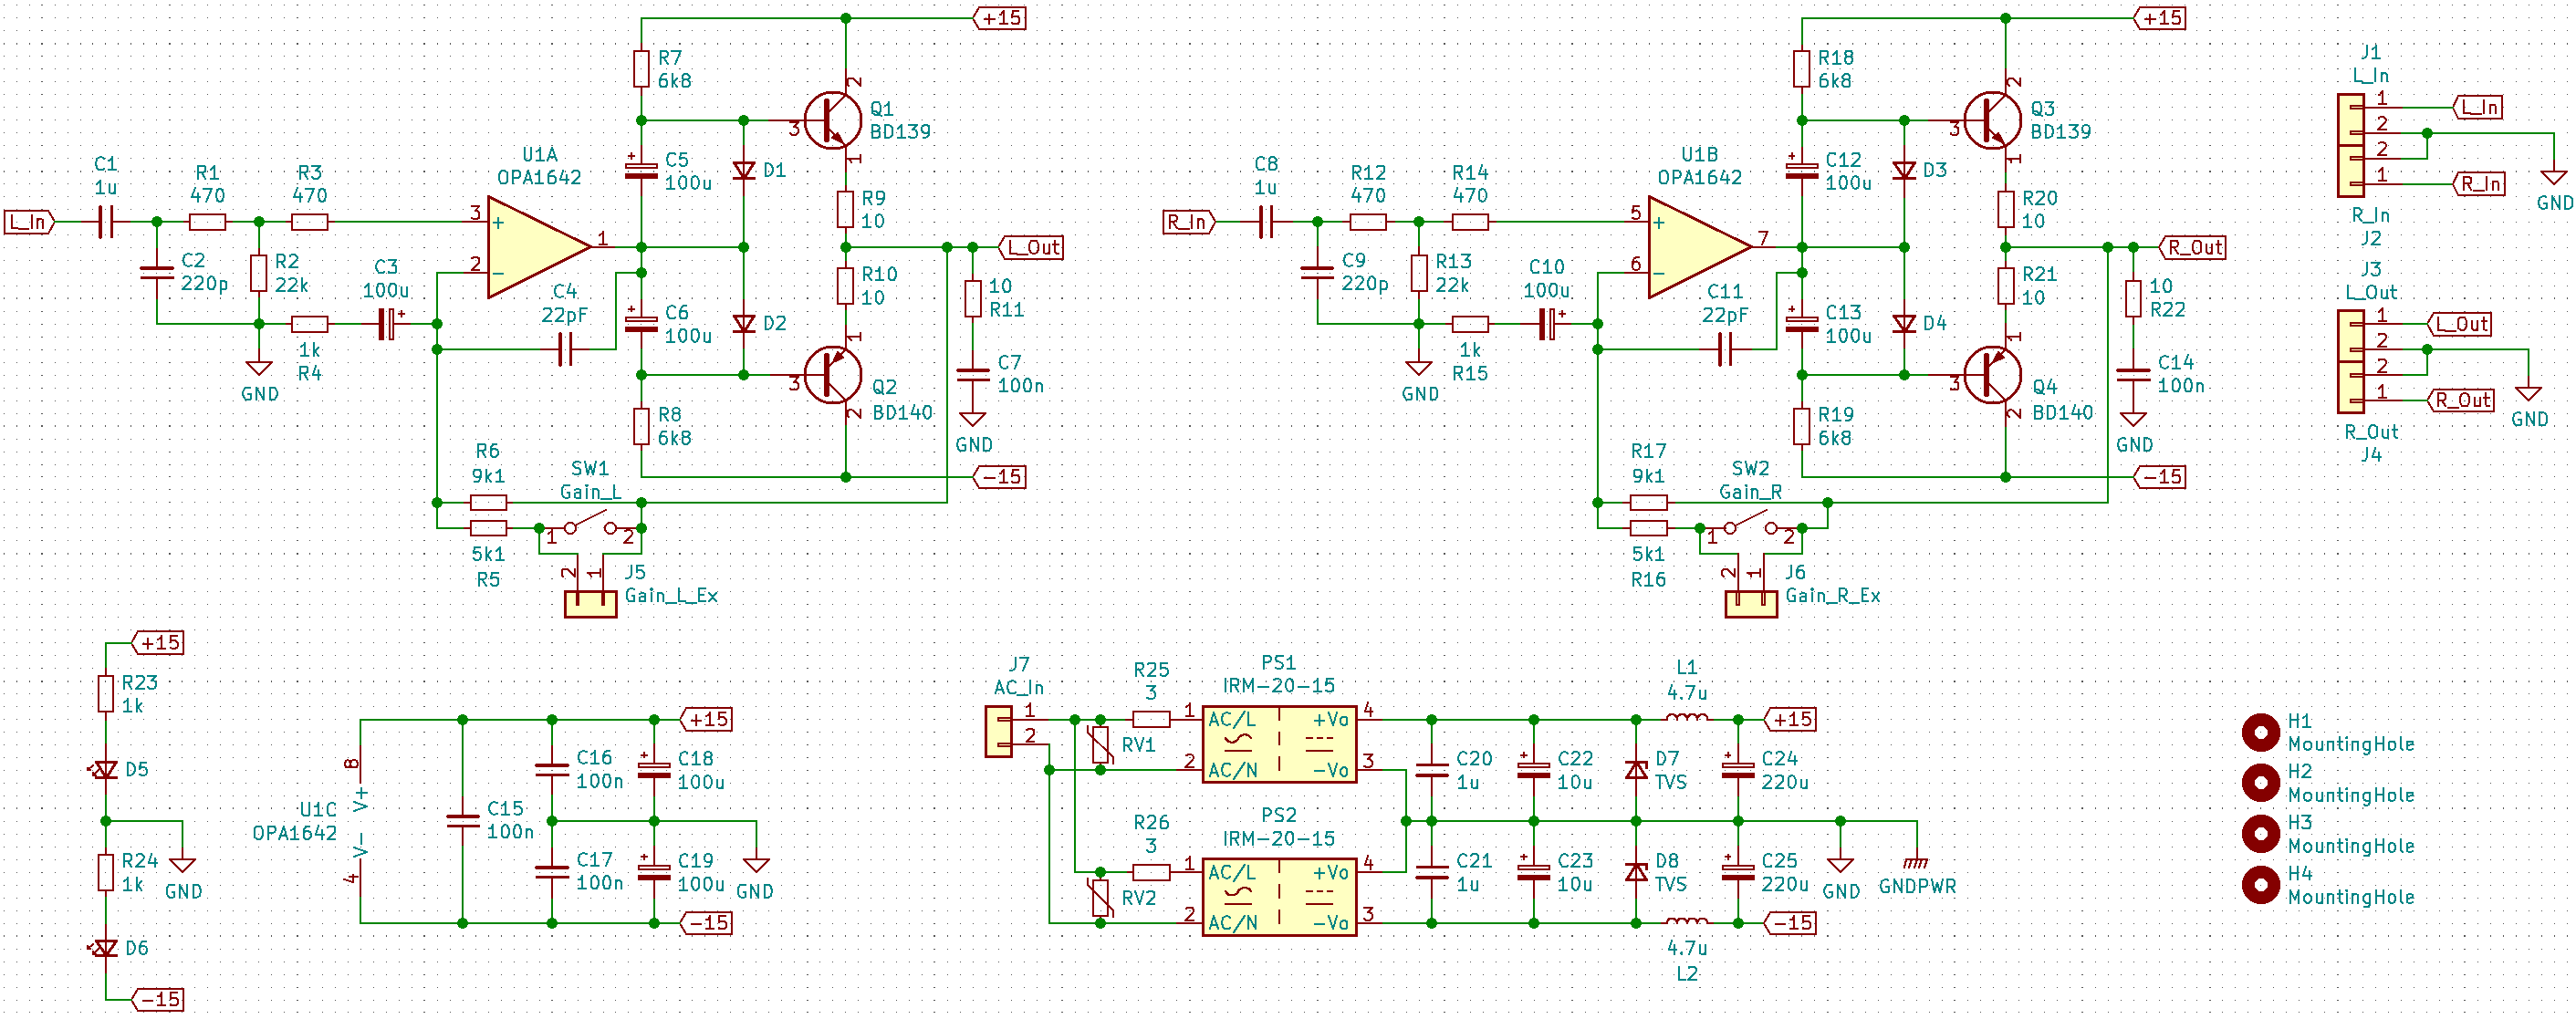 +15
R7
6k8
2
Q1
BD139
3
1
C1
1u
R1
470
R3
470
U1A
OPA1642
C5
100u
D1
R9
10
L_In
3
+
1
2
-
L_Out
C2
220p
R2
22k
C3
100u
C4
22pF
C6
100u
D2
R10
10
10
R11
1k
R4
1
3
2
Q2
BD140
C7
100n
GND
GND
R8
6k8
-15
R6
9k1
SW1
Gain_L
1
2
5k1
R5
2
1
J5
Gain_L_Ex
+15
R18
6k8
2
Q3
BD139
3
1
C8
1u
R12
470
R14
470
U1B
OPA1642
C12
100u
D3
R20
10
R_In
5
+
7
6
-
R_Out
C9
220p
R13
22k
C10
100u
C11
22pF
C13
100u
D4
R21
10
10
R22
1k
R15
1
3
2
Q4
BD140
C14
100n
GND
GND
R19
6k8
-15
R17
9k1
SW2
Gain_R
1
2
5k1
R16
2
1
J6
Gain_R_Ex
J1
L_In
1
L_In
2
2
1
R_In
GND
R_In
J2
J3
L_Out
1
L_Out
2
2
1
R_Out
GND
R_Out
J4
+15
R23
1k
D5
R24
1k
GND
D6
-15
+15
8
V+
U1C
OPA1642
V-
4
C15
100n
C16
100n
C18
100u
C17
100n
C19
100u
GND
-15
J7
AC_In
1
2
R25
3
RV1
PS1
IRM-20-15
1
AC/L
+Vo
4
2
AC/N
-Vo
3
R26
3
RV2
PS2
IRM-20-15
1
AC/L
+Vo
4
2
AC/N
-Vo
3
L1
4.7u
+15
C20
1u
C22
10u
D7
TVS
C24
220u
C21
1u
C23
10u
D8
TVS
C25
220u
GND
GNDPWR
-15
4.7u
L2
H1
MountingHole
H2
MountingHole
H3
MountingHole
H4
MountingHole